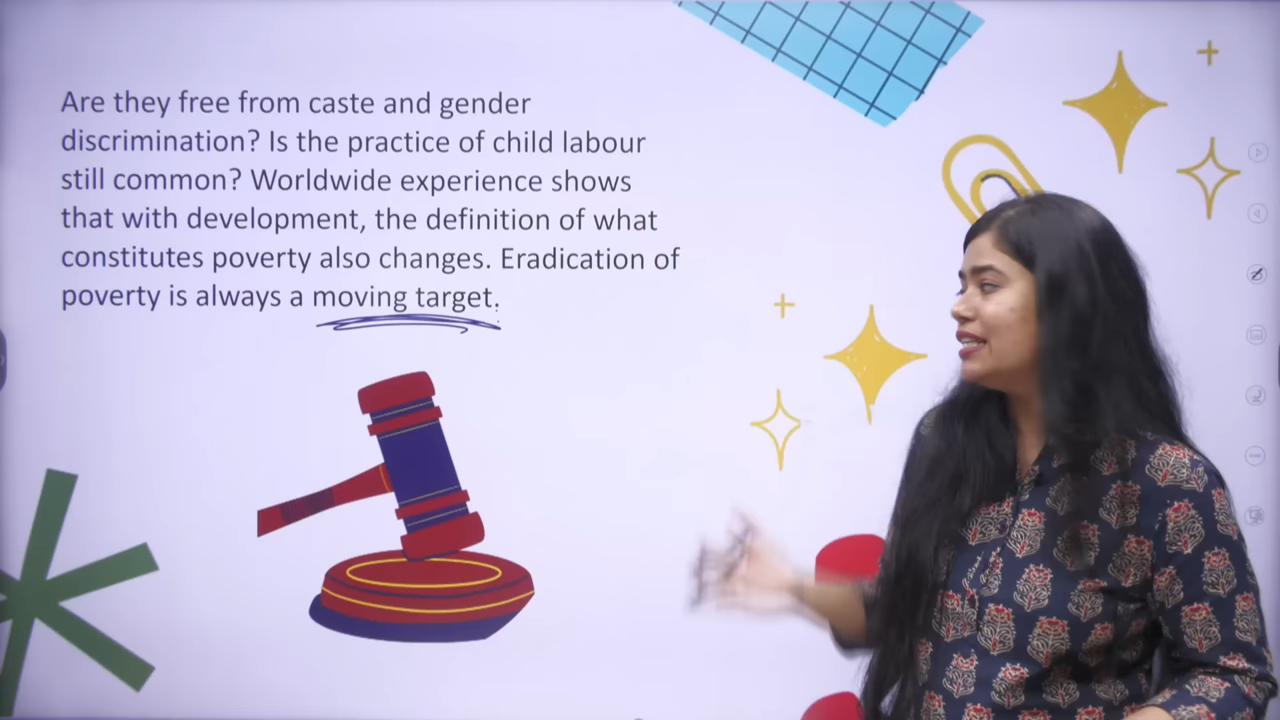 Are they free from caste and gender
discrimination? Is the practice of child labour
still common? Worldwide experience shows
that with development, the definition of what
constitutes poverty also changes. Eradication of
poverty is always a moving target.